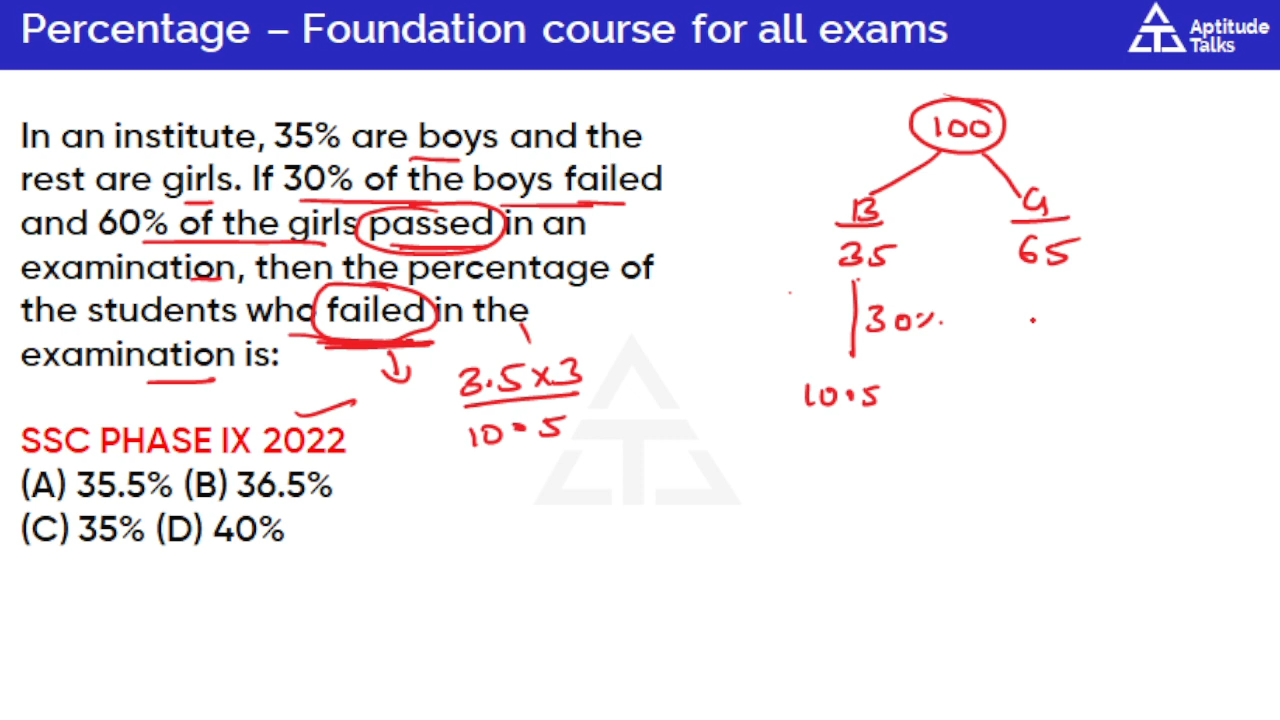 Percentage – Foundation course for all exams
Aptitude
Talks
In an institute, 35% are boys and the
rest are girls. If 30% of the boys failed
and 60% of the girls passed in an
examination, then the percentage of
the students who failed in the
examination is:
SSC PHASE IX 2022
(A) 35.5% (B) 36.5%
(C) 35% (D) 40%
3.5×3
10.5
100
B
35
30%
10.5
G
65